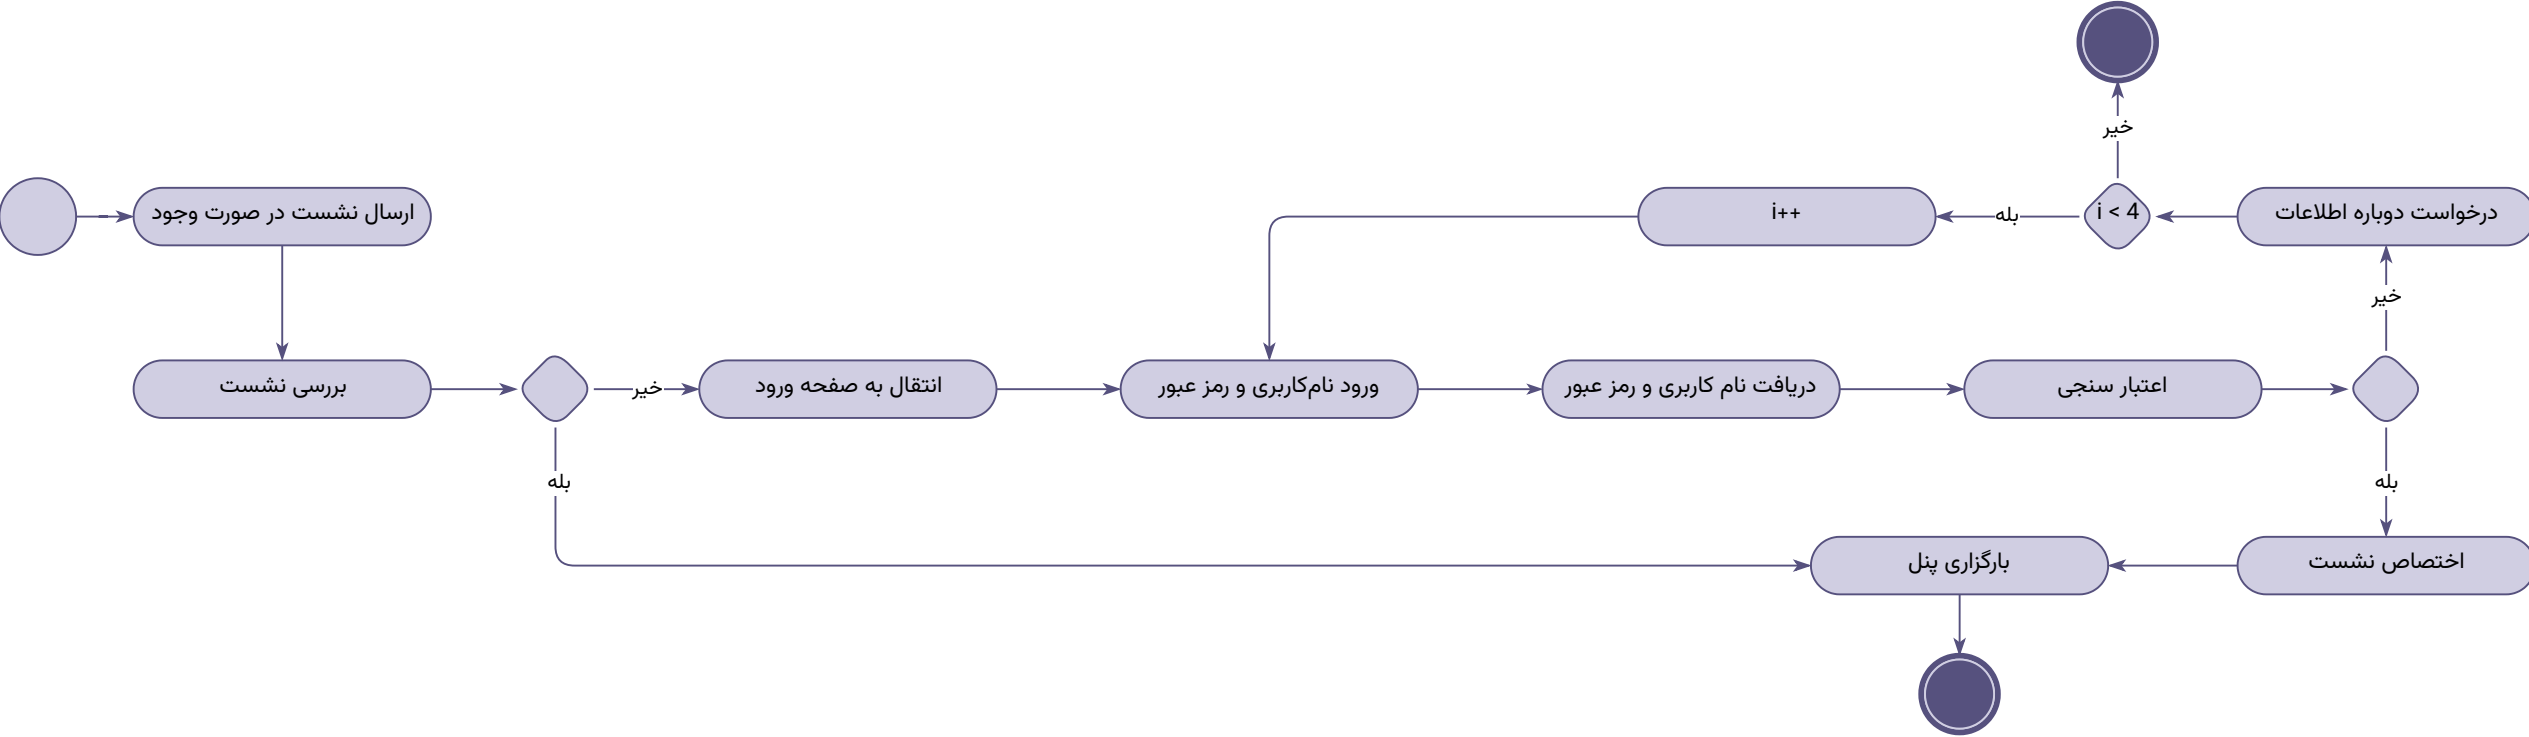 خیر
ارسال نشست در صورت وجود
i++
بله
i < 4
درخواست دوباره اطلاعات
خیر
بررسی نشست
خیر
انتقال به صفحه ورود
ورود نام‌کاربری و رمز عبور
دریافت نام کاربری و رمز عبور
اعتبار سنجی
بله
بله
بارگزاری پنل
اختصاص نشست